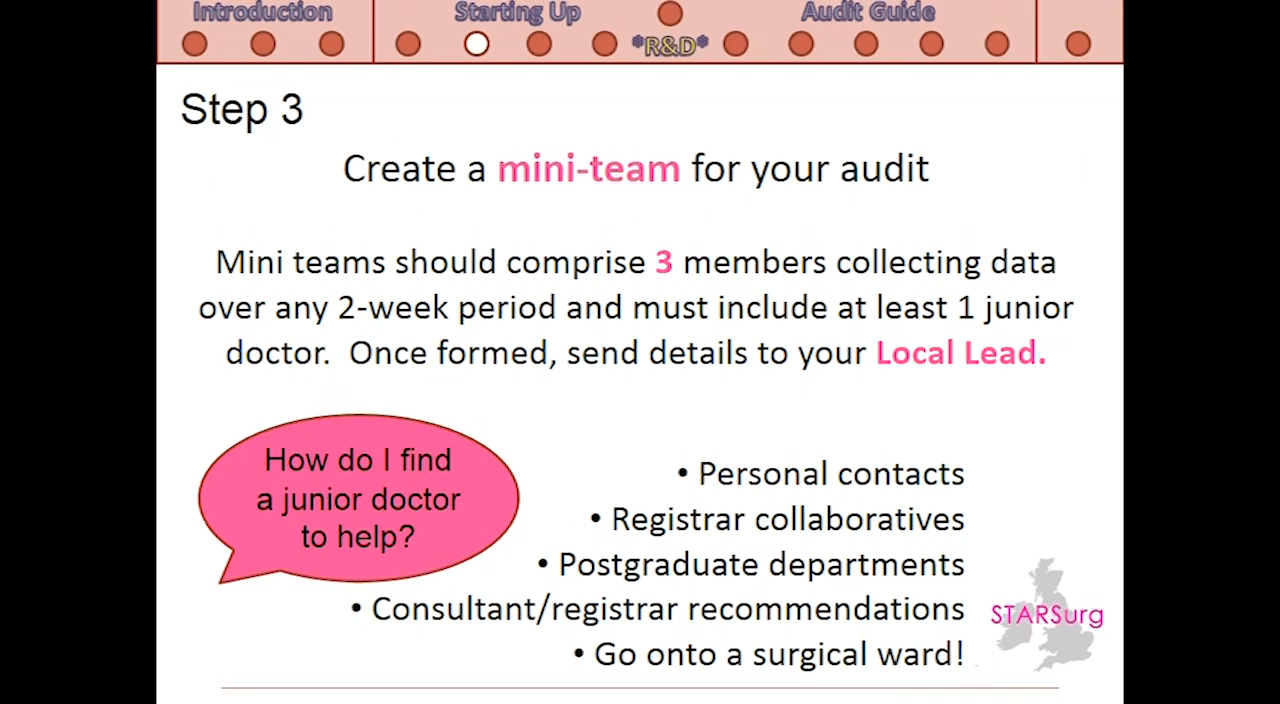 Introduction
Starting Up
Audit Guide
*R&D*
Step 3
Create a mini-team for your audit
Mini teams should comprise 3 members collecting data
over any 2-week period and must include at least 1 junior
doctor.  Once formed, send details to your Local Lead.
How do I find
a junior doctor
to help?
• Personal contacts
• Registrar collaboratives
• Postgraduate departments
• Consultant/registrar recommendations
• Go onto a surgical ward!
STARSurg